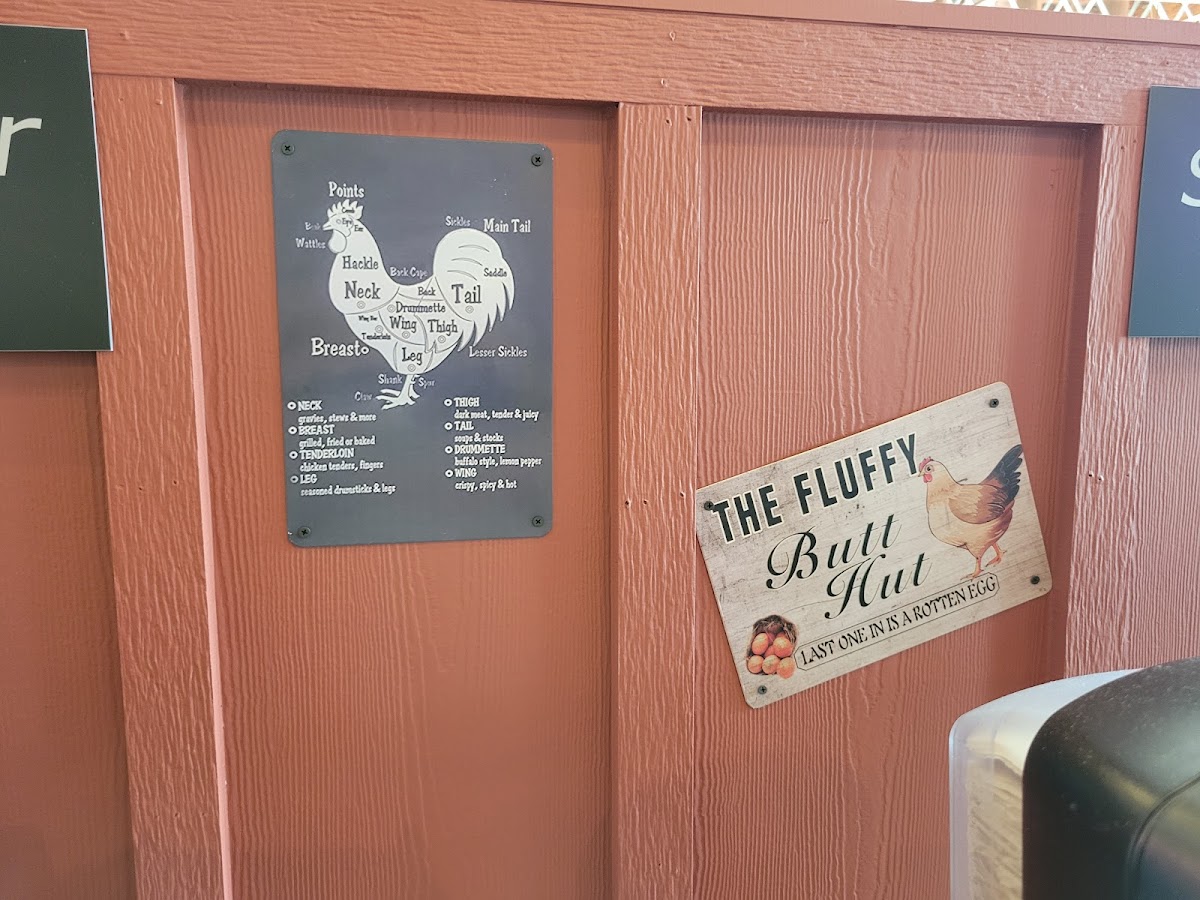 r
Points
Comb
Beak
Eye
Ear
Wattles
Sickles
Main Tail
Hackle
Saddle
Back Cape
Neck
Back
Tail
Drummette
Wing
Thigh
Tenderloin
Breast
Leg
Lesser Sickles
Shank
Spur
Claw
NECK
gravies, stews & more
BREAST
grilled, fried or baked
TENDERLOIN
chicken tenders, fingers
LEG
seasoned drumsticks & legs
THIGH
dark meat, tender & juicy
TAIL
soups & stocks
DRUMMETTE
buffalo style, lemon pepper
WING
crispy, spicy & hot
THE FLUFFY
Butt
Hut
LAST ONE IN IS A ROTTEN EGG
S